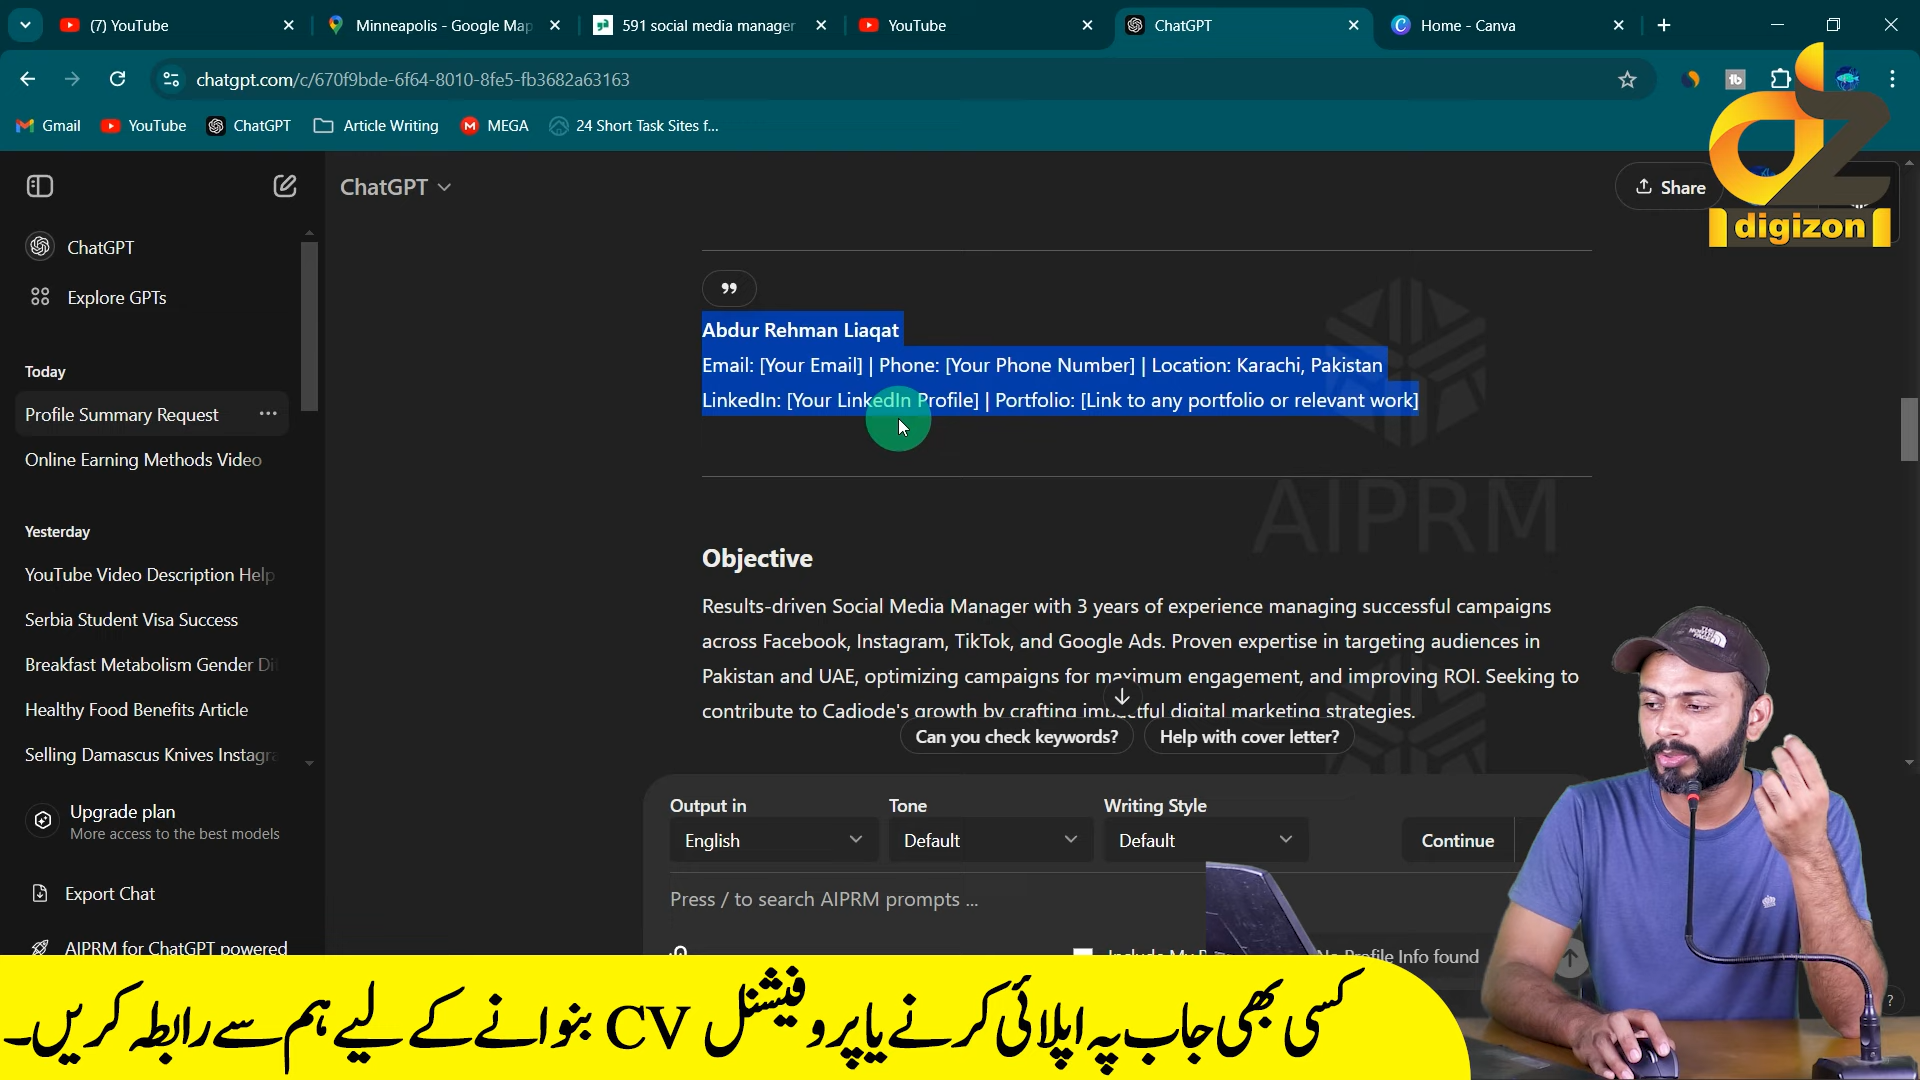 (7) YouTube
Minneapolis - Google Map
591 social media manager
YouTube
ChatGPT
Home - Canva
chatgpt.com/c/670f9bde-6f64-8010-8fe5-fb3682a63163
Gmail
YouTube
ChatGPT
Article Writing
MEGA
24 Short Task Sites f...
digizon
ChatGPT
Share
ChatGPT
Explore GPTs
Today
Profile Summary Request
Online Earning Methods Video
Yesterday
YouTube Video Description Help
Serbia Student Visa Success
Breakfast Metabolism Gender Di
Healthy Food Benefits Article
Selling Damascus Knives Instagra
Upgrade plan
More access to the best models
Export Chat
AIPRM for ChatGPT powered
Abdur Rehman Liaqat
Email: [Your Email] | Phone: [Your Phone Number] | Location: Karachi, Pakistan
LinkedIn: [Your LinkedIn Profile] | Portfolio: [Link to any portfolio or relevant work]
AIPRM
Objective
Results-driven Social Media Manager with 3 years of experience managing successful campaigns
across Facebook, Instagram, TikTok, and Google Ads. Proven expertise in targeting audiences in
Pakistan and UAE, optimizing campaigns for maximum engagement, and improving ROI. Seeking to
contribute to Cadiode's growth by crafting impactful digital marketing strategies.
Can you check keywords?
Help with cover letter?
Output in
Tone
Writing Style
English
Default
Default
Continue
Press / to search AIPRM prompts ...
Include My
No Profile Info found
THE NORTH FACE
کسی بھی جاب پہ اپلائی کرنے یا پروفیشنل CV بنوانے کے لیے ہم سے رابطہ کریں۔